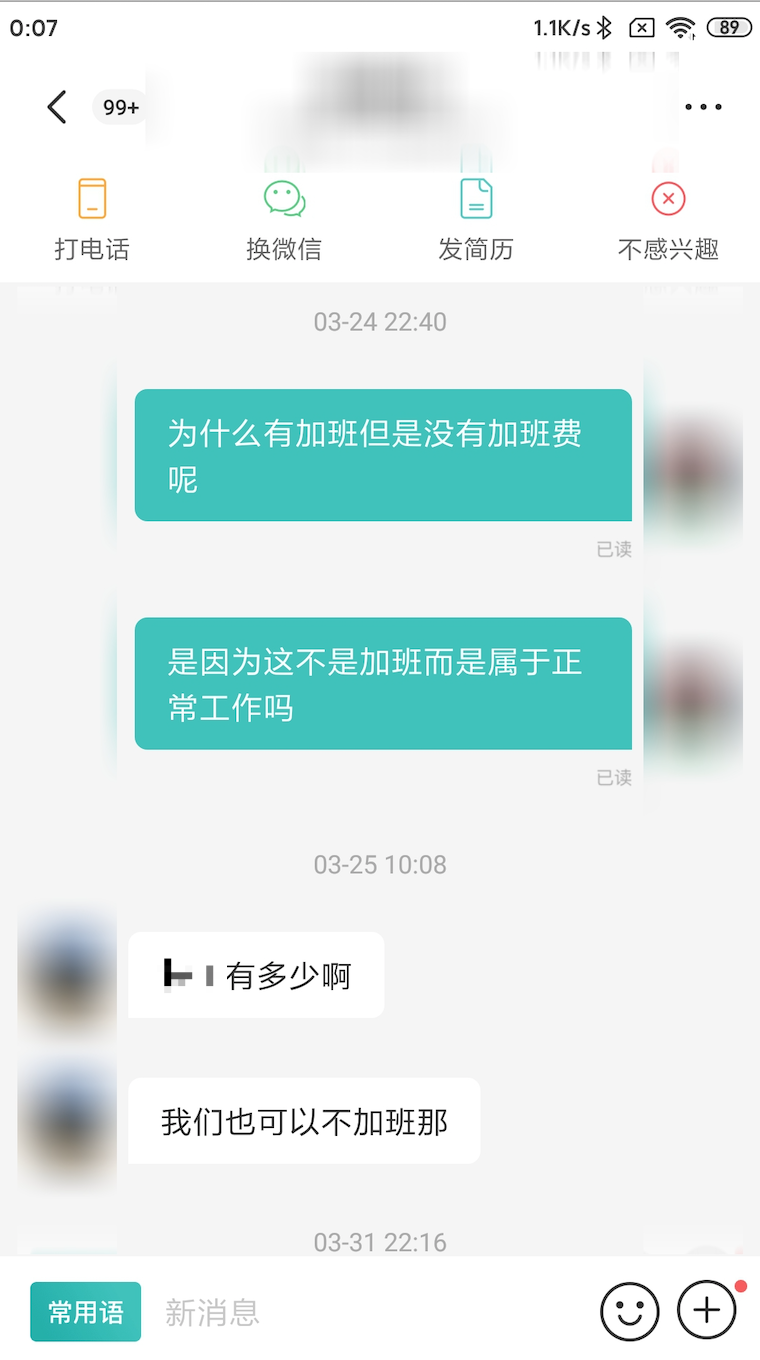 0:07
1.1K/s
89
99+
打电话
换微信
发简历
不感兴趣
03-24 22:40
为什么有加班但是没有加班费
呢
已读
是因为这不是加班而是属于正
常工作吗
已读
03-25 10:08
有多少啊
我们也可以不加班那
03-31 22:16
常用语
新消息